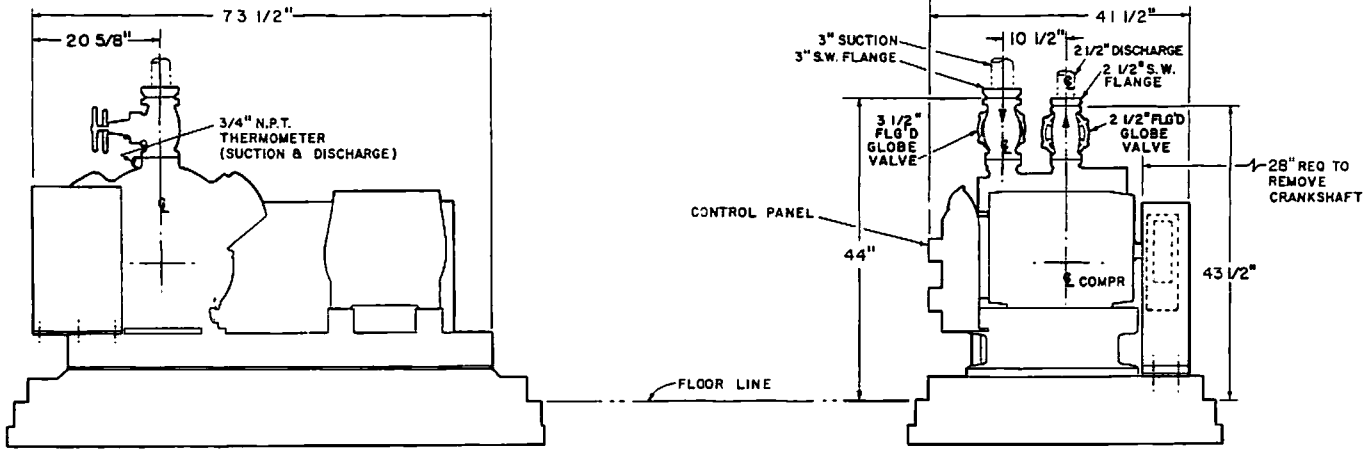 73 1/2"
20 5/8"
3/4" N.P.T.
THERMOMETER
(SUCTION & DISCHARGE)
℄
FLOOR LINE
41 1/2"
10 1/2"
3" SUCTION
3" S.W. FLANGE
2 1/2" DISCHARGE
℄
2 1/2" S.W.
FLANGE
3 1/2"
FLG'D
GLOBE
VALVE
℄
2 1/2" FLG'D
GLOBE
VALVE
28" REQ TO
REMOVE
CRANKSHAFT
CONTROL PANEL
44"
43 1/2"
℄ COMPR